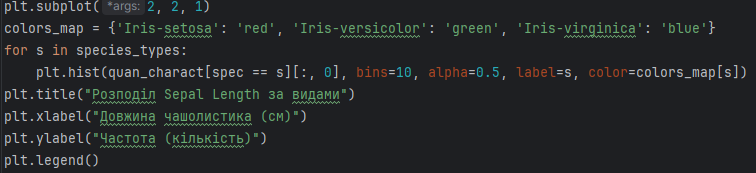 plt.subplot( *args: 2, 2, 1)
colors_map = {'Iris-setosa': 'red', 'Iris-versicolor': 'green', 'Iris-virginica': 'blue'}
for s in species_types:
    plt.hist(quan_charact[spec == s][:, 0], bins=10, alpha=0.5, label=s, color=colors_map[s])
plt.title("Розподіл Sepal Length за видами")
plt.xlabel("Довжина чашолистика (см)")
plt.ylabel("Частота (кількість)")
plt.legend()